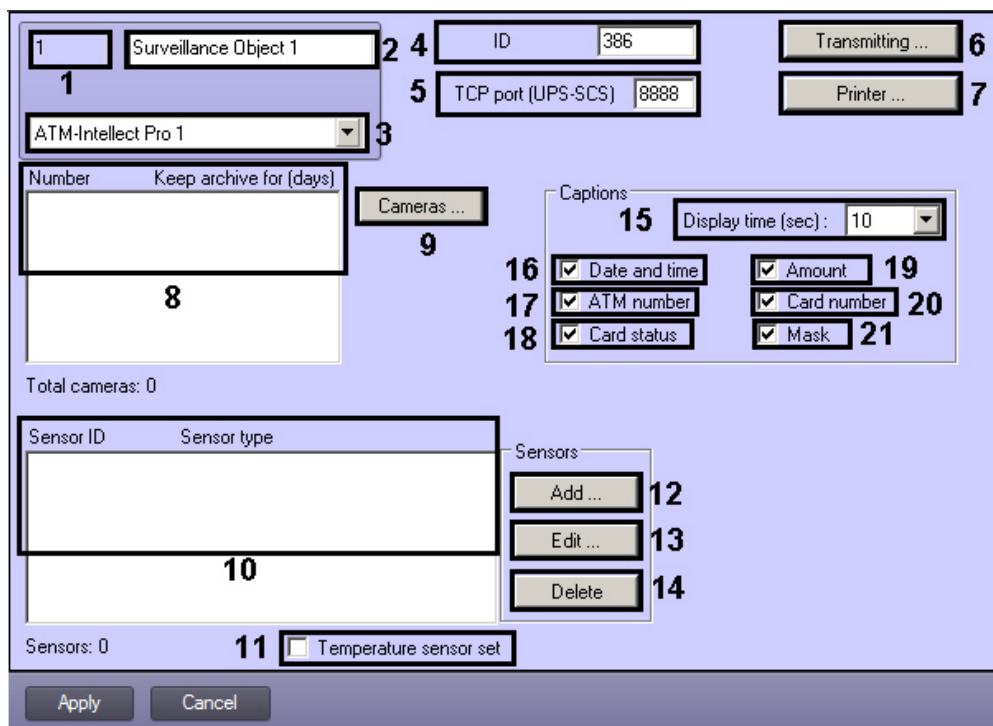 1 Surveillance Object 1 2 4 ID 386 Transmitting ... 6
1 5 TCP port (UPS-SCS) 8888 Printer ... 7
ATM-Intellect Pro 1 3
Number Keep archive for (days)
Cameras ...
9
8
Total cameras: 0
Captions
15 Display time (sec) : 10
16 Date and time Amount 19
17 ATM number Card number 20
18 Card status Mask 21
Sensor ID Sensor type
10
Sensors
Add ... 12
Edit ... 13
Delete 14
Sensors: 0 11 Temperature sensor set
Apply Cancel